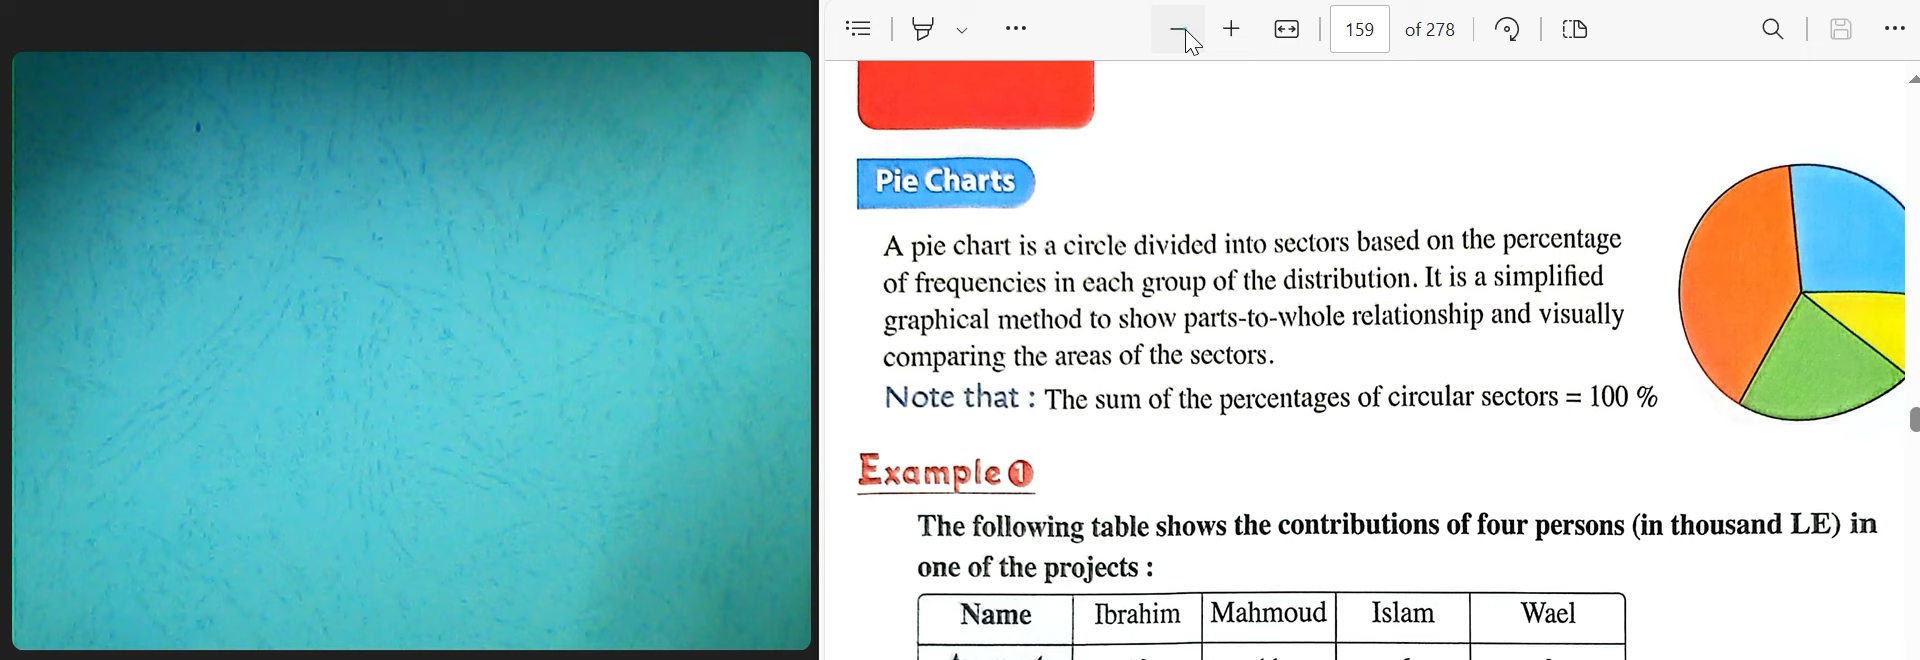 159 of 278
Pie Charts
A pie chart is a circle divided into sectors based on the percentage
of frequencies in each group of the distribution. It is a simplified
graphical method to show parts-to-whole relationship and visually
comparing the areas of the sectors.
Note that : The sum of the percentages of circular sectors = 100 %
Example 1
The following table shows the contributions of four persons (in thousand LE) in
one of the projects :
Name Ibrahim Mahmoud Islam Wael